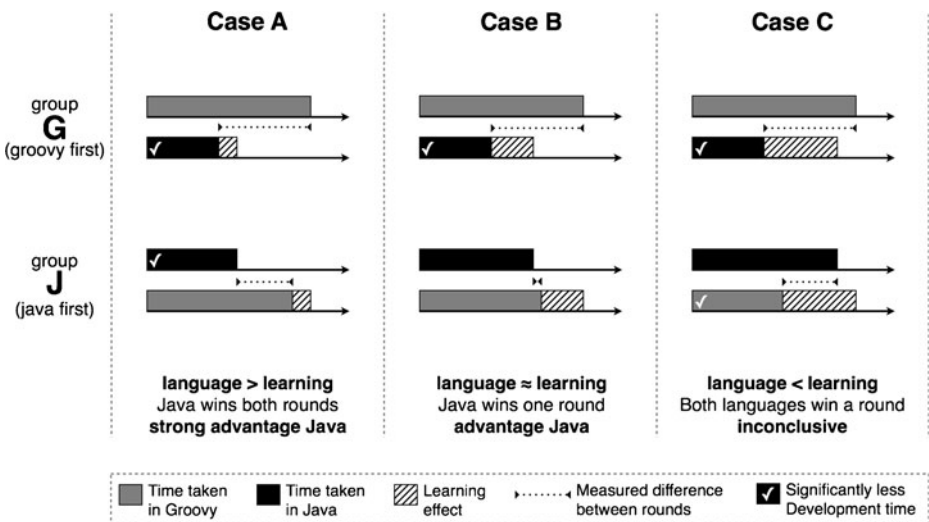 Case A
Case B
Case C
group
G
(groovy first)
group
J
(java first)
language > learning
Java wins both rounds
strong advantage Java
language ≈ learning
Java wins one round
advantage Java
language < learning
Both languages win a round
inconclusive
Time taken
in Groovy
Time taken
in Java
Learning
effect
Measured difference
between rounds
Significantly less
Development time